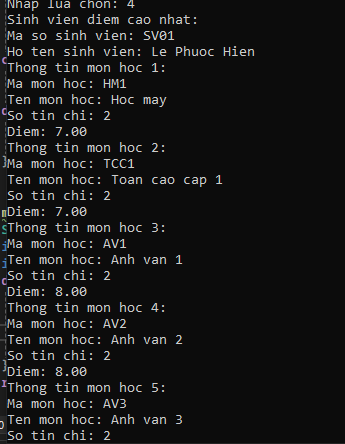 Nhap lua chon: 4
Sinh vien diem cao nhat:
Ma so sinh vien: SV01
Ho ten sinh vien: Le Phuoc Hien
Thong tin mon hoc 1:
Ma mon hoc: HM1
Ten mon hoc: Hoc may
So tin chi: 2
Diem: 7.00
Thong tin mon hoc 2:
Ma mon hoc: TCC1
Ten mon hoc: Toan cao cap 1
So tin chi: 2
Diem: 7.00
Thong tin mon hoc 3:
Ma mon hoc: AV1
Ten mon hoc: Anh van 1
So tin chi: 2
Diem: 8.00
Thong tin mon hoc 4:
Ma mon hoc: AV2
Ten mon hoc: Anh van 2
So tin chi: 2
Diem: 8.00
Thong tin mon hoc 5:
Ma mon hoc: AV3
Ten mon hoc: Anh van 3
So tin chi: 2